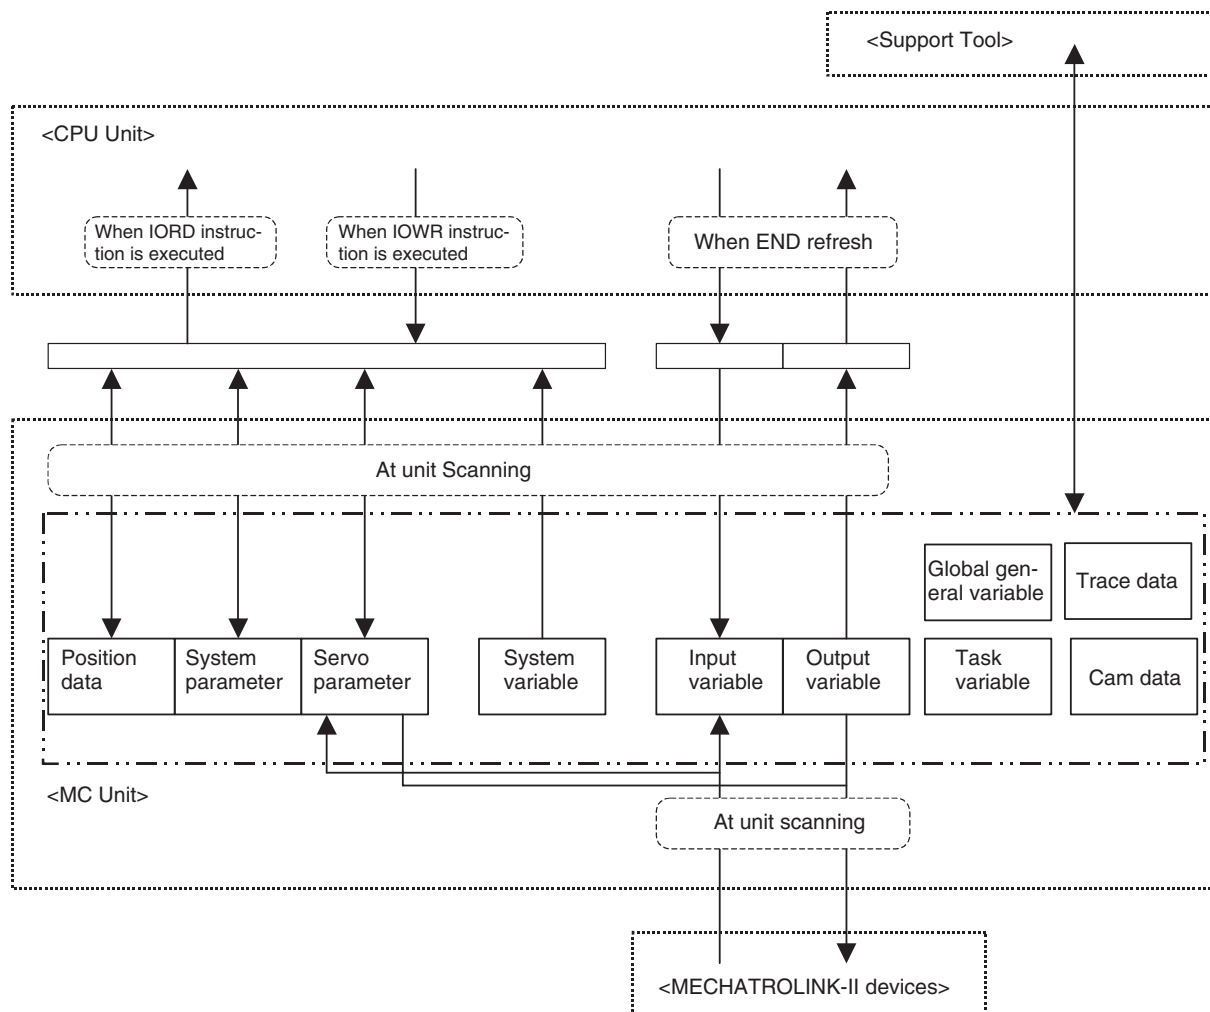 <Support Tool>
<CPU Unit>
When IORD instruc-
tion is executed
When IOWR instruc-
tion is executed
When END refresh
At unit Scanning
Global gen-
eral variable
Trace data
Position
data
System
parameter
Servo
parameter
System
variable
Input
variable
Output
variable
Task
variable
Cam data
<MC Unit>
At unit scanning
<MECHATROLINK-II devices>